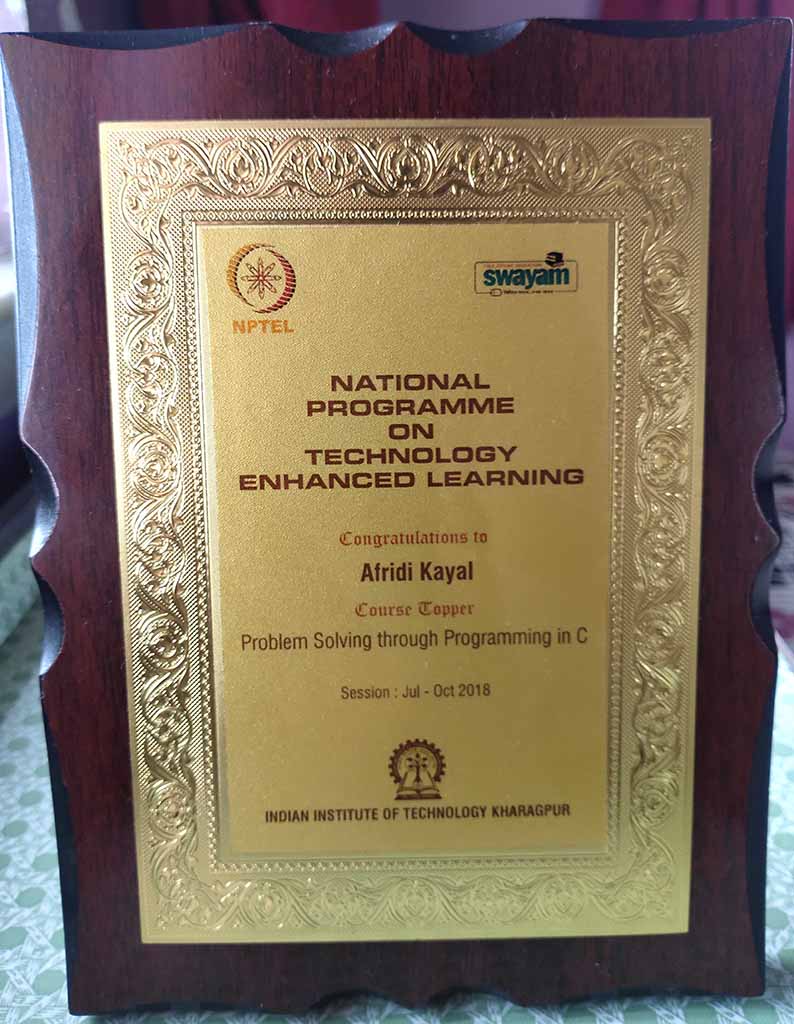 NPTEL
swayam
NATIONAL
PROGRAMME
ON
TECHNOLOGY
ENHANCED LEARNING
Congratulations to
Afridi Kayal
Course Topper
Problem Solving through Programming in C
Session : Jul - Oct 2018
INDIAN INSTITUTE OF TECHNOLOGY KHARAGPUR